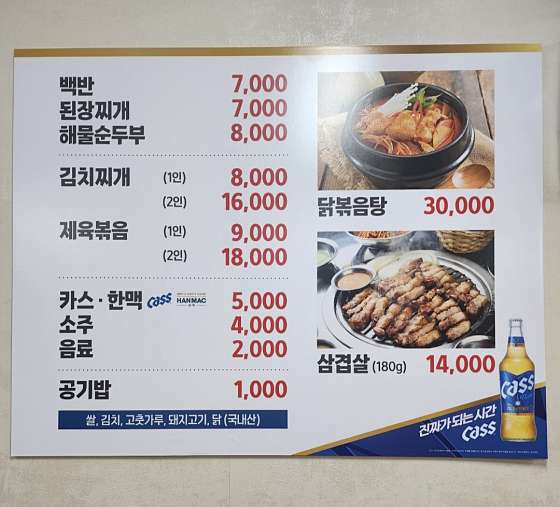 백반 7,000
된장찌개 7,000
해물순두부 8,000
김치찌개 (1인) 8,000
(2인) 16,000
제육볶음 (1인) 9,000
(2인) 18,000
카스 · 한맥 Cass HANMAC 5,000
소주 4,000
음료 2,000
공기밥 1,000
쌀, 김치, 고춧가루, 돼지고기, 닭 (국내산)
닭볶음탕 30,000
삼겹살 (180g) 14,000
진짜가 되는 시간
Cass
Cass